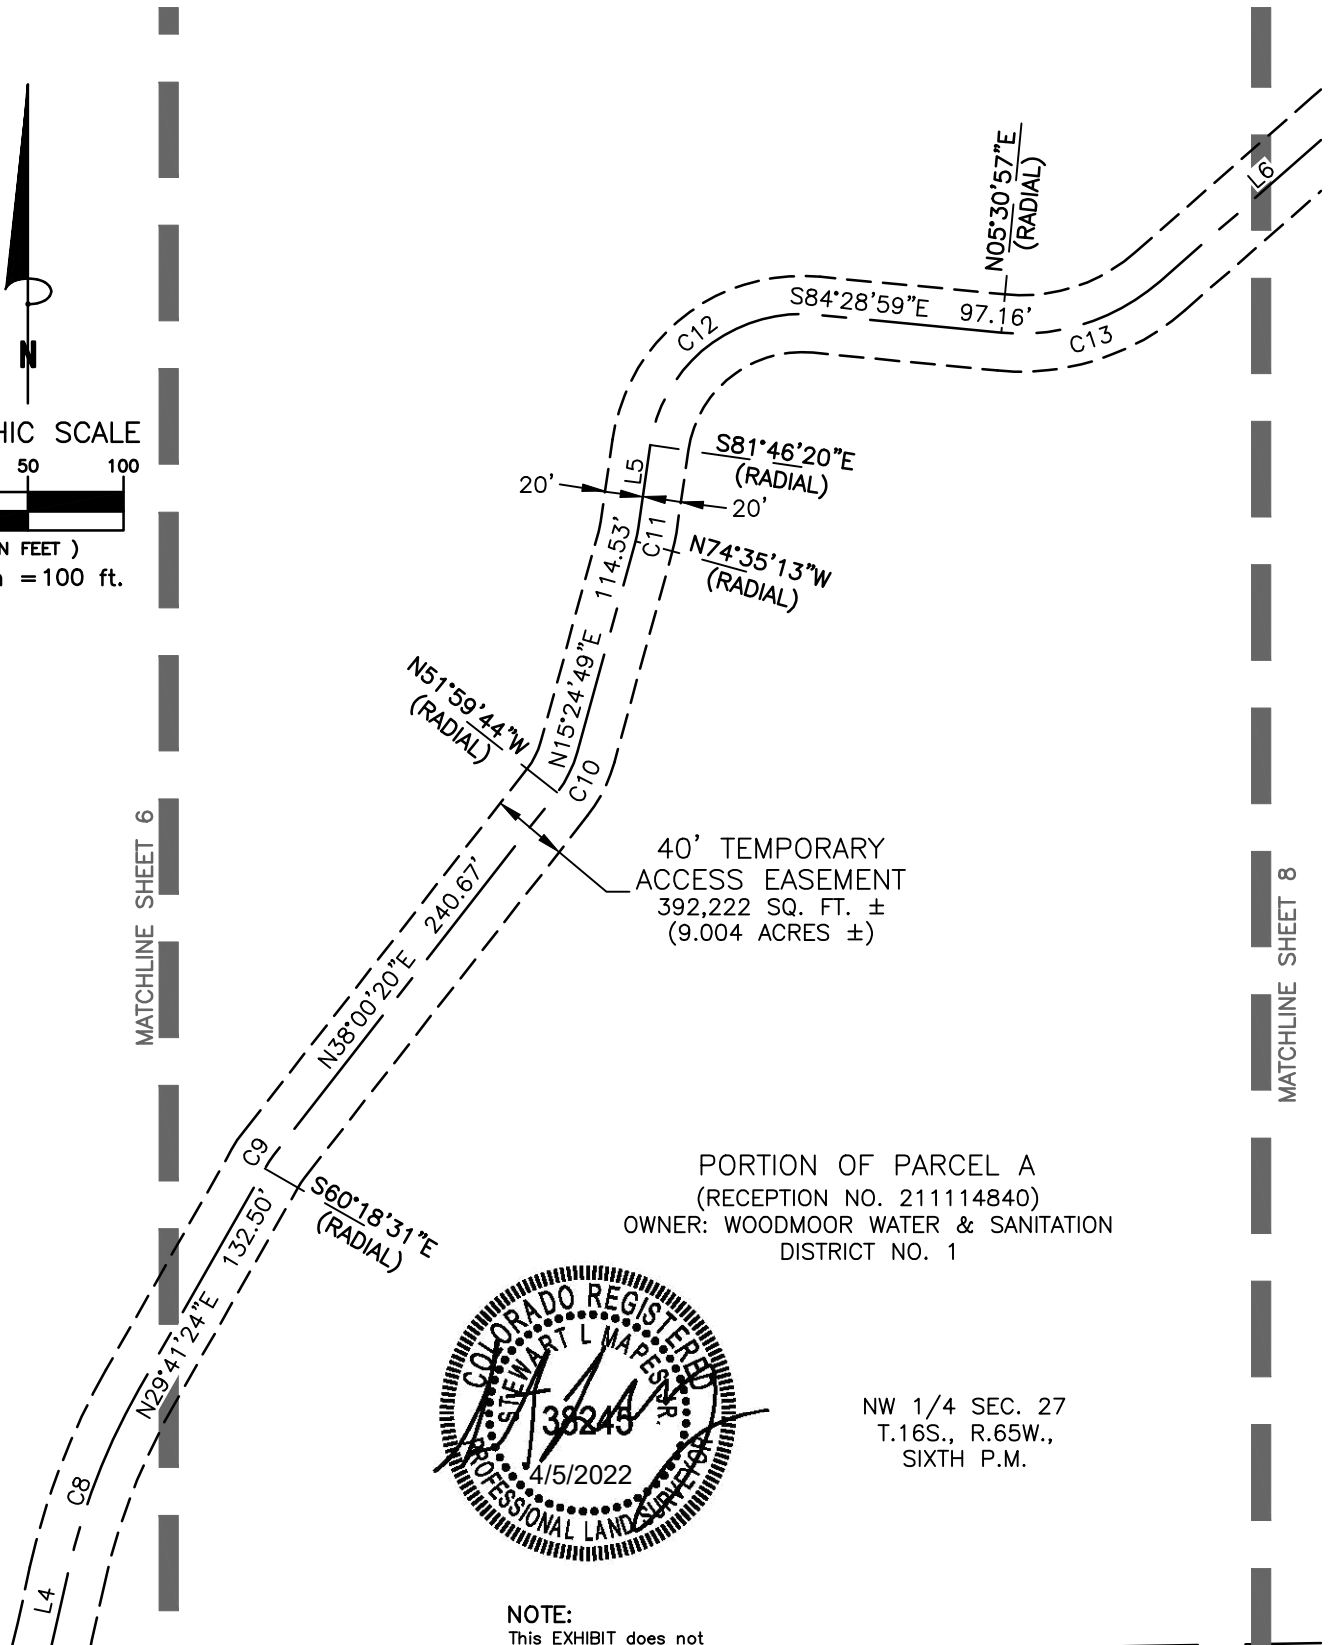 N
HIC SCALE
50 100
N FEET )
=100 ft.
MATCHLINE SHEET 6
MATCHLINE SHEET 8
L6
N05°30'57"E
(RADIAL)
S84°28'59"E 97.16'
C12
C13
S81°46'20"E
(RADIAL)
L5
20'
20'
C11
N74°35'13"W
(RADIAL)
N15°24'49"E 114.53'
N51°59'44"W
(RADIAL)
C10
40' TEMPORARY
ACCESS EASEMENT
392,222 SQ. FT. ±
(9.004 ACRES ±)
N38°00'20"E 240.67'
C9
S60°18'31"E
(RADIAL)
N29°41'24"E 132.50'
C8
L4
PORTION OF PARCEL A
(RECEPTION NO. 211114840)
OWNER: WOODMOOR WATER & SANITATION
DISTRICT NO. 1
COLORADO REGISTERED
STEWART L MAPES JR.
38245
4/5/2022
PROFESSIONAL LAND SURVEYOR
NW 1/4 SEC. 27
T.16S., R.65W.,
SIXTH P.M.
NOTE:
This EXHIBIT does not